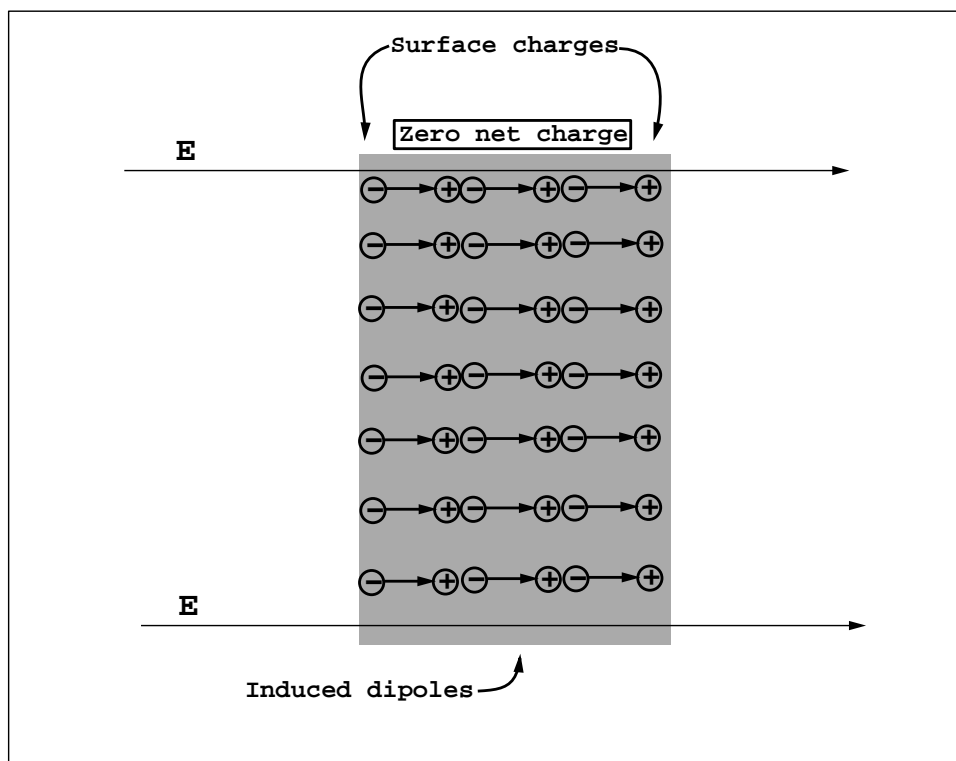 Surface charges
Zero net charge
E
E
Induced dipoles